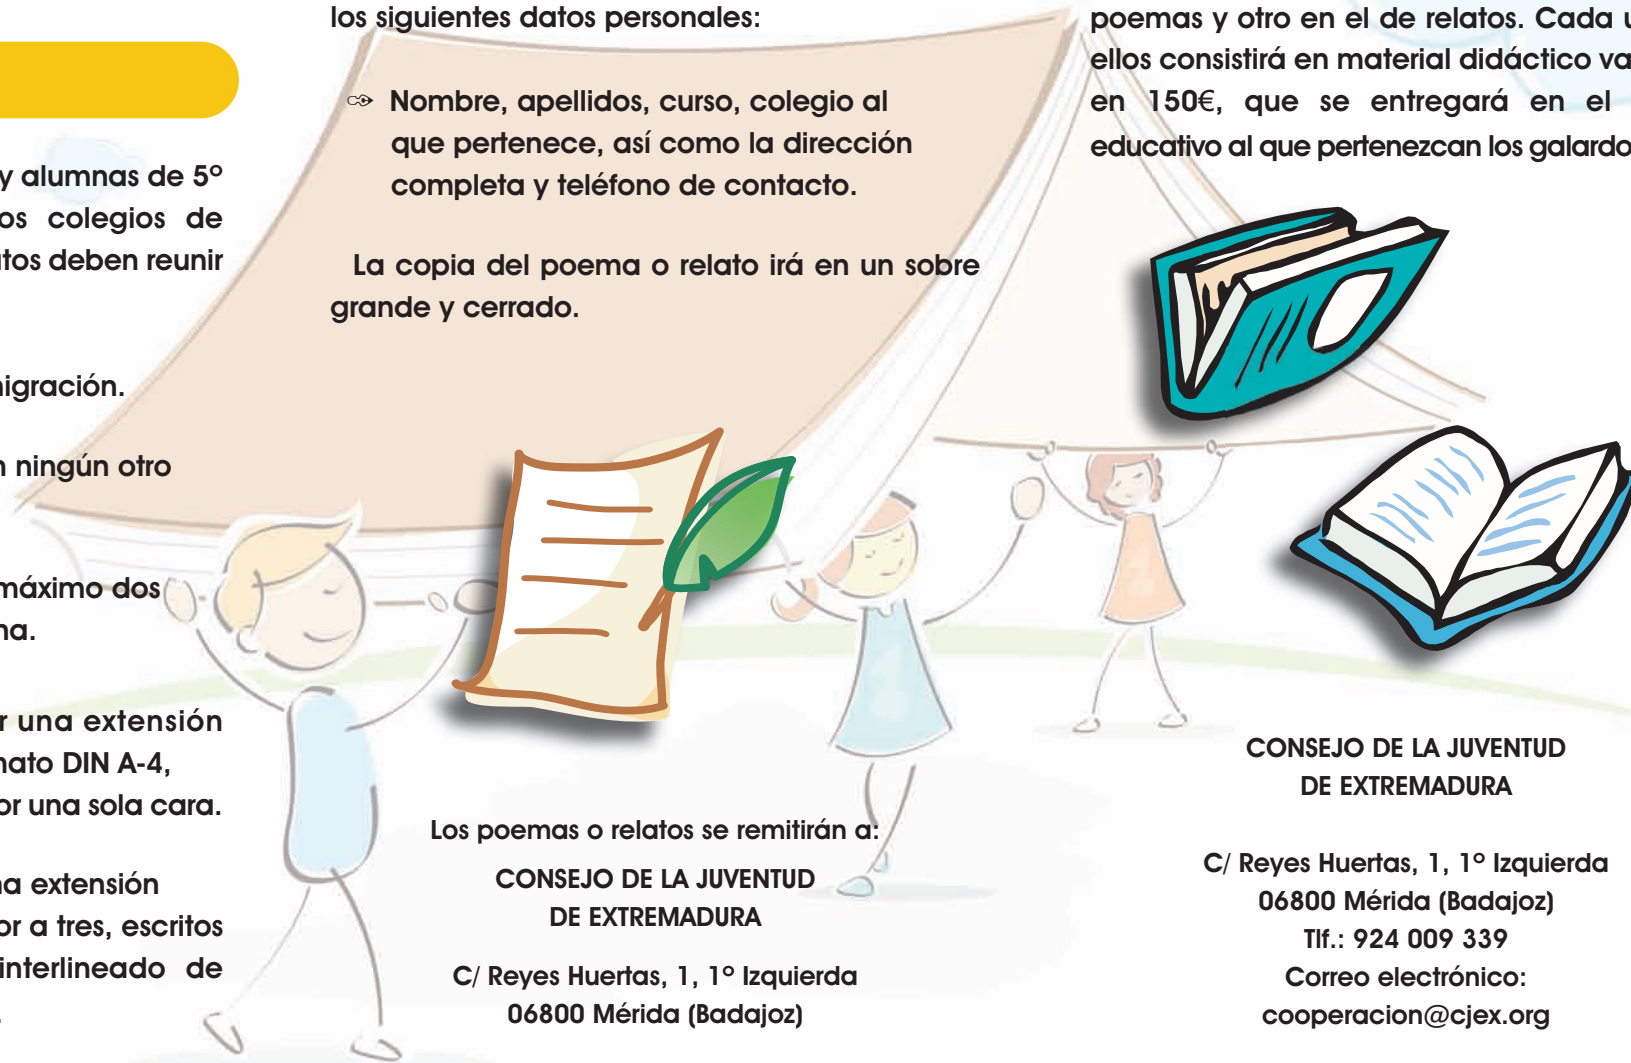 y alumnas de 5º
colegios de
deben reunir
ningún otro
máximo dos
una extensión
DIN A-4,
una sola cara.
extensión
a tres, escritos
interlineado de
los siguientes datos personales:
Nombre, apellidos, curso, colegio al
que pertenece, así como la dirección
completa y teléfono de contacto.
La copia del poema o relato irá en un sobre
grande y cerrado.
Los poemas o relatos se remitirán a:
CONSEJO DE LA JUVENTUD
DE EXTREMADURA
C/ Reyes Huertas, 1, 1º Izquierda
06800 Mérida (Badajoz)
poemas y otro en el de relatos. Cada
ellos consistirá en material didáctico
en 150€, que se entregará en el
educativo al que pertenezcan los
CONSEJO DE LA JUVENTUD
DE EXTREMADURA
C/ Reyes Huertas, 1, 1º Izquierda
06800 Mérida (Badajoz)
Tlf.: 924 009 339
Correo electrónico:
cooperacion@cjex.org